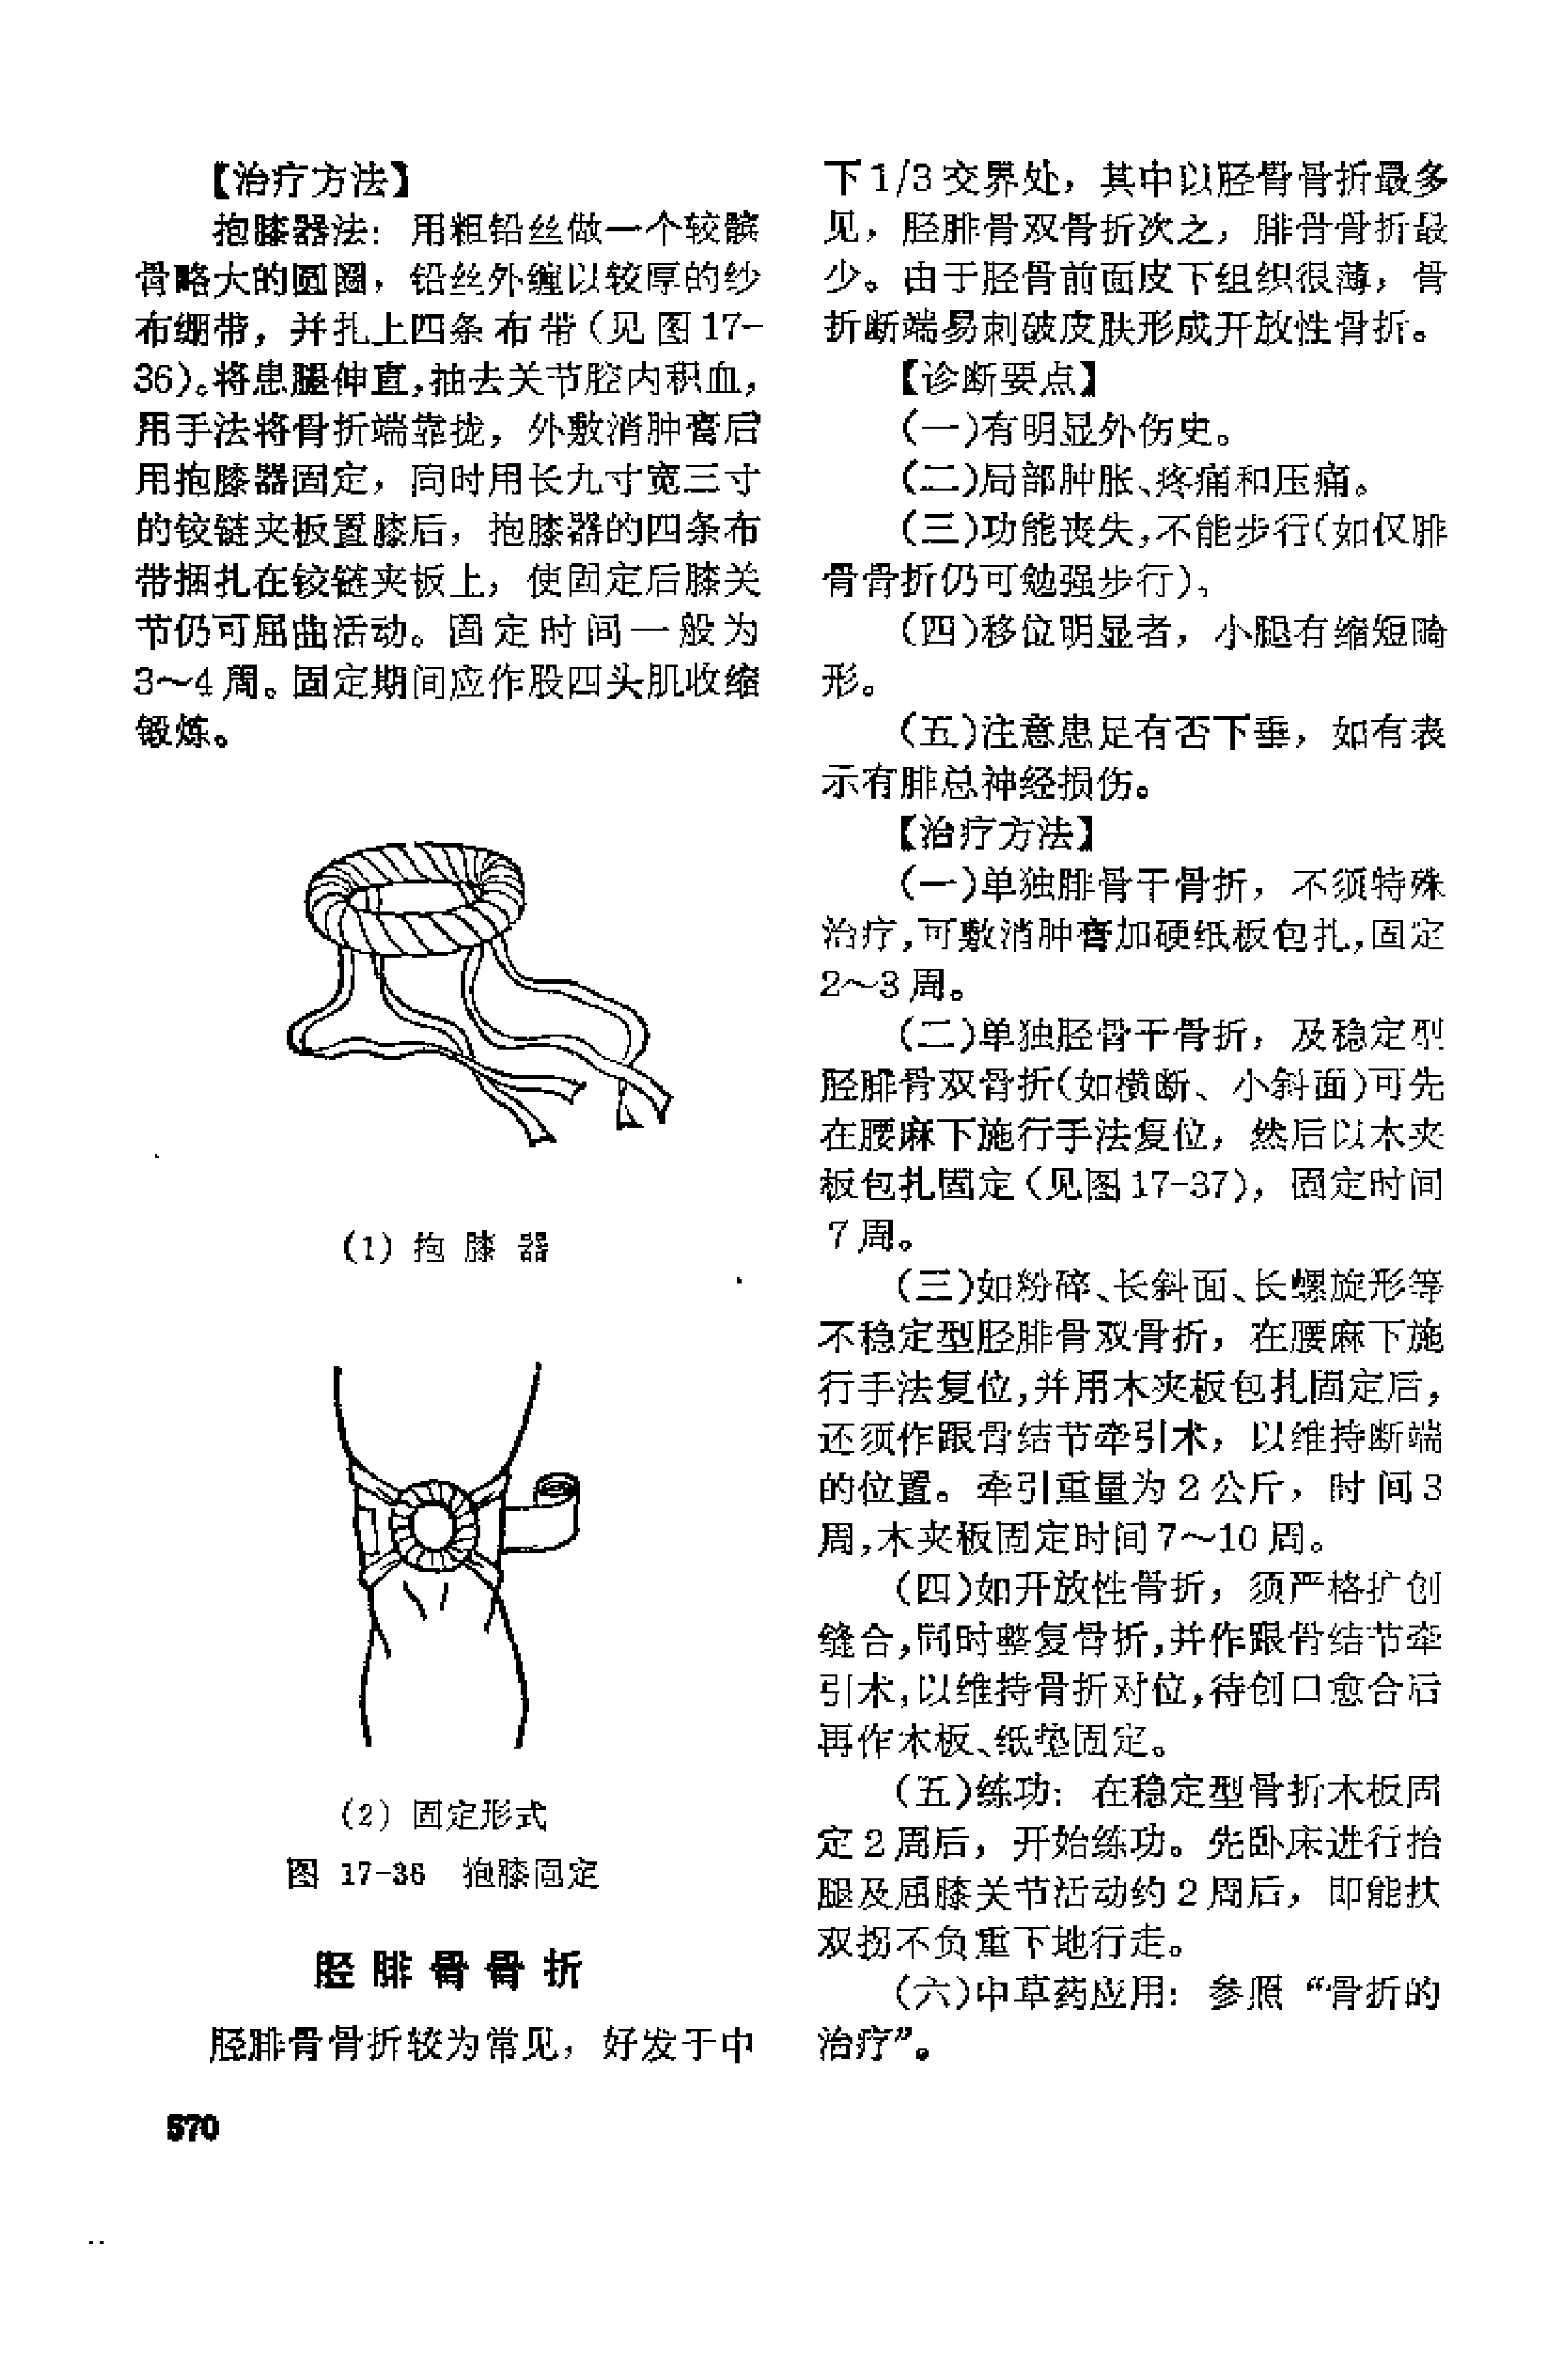 【治疗方法】
抱膝器法：用粗铅丝做一个较髌
骨略大的圆圈，铅丝外缠以较厚的纱
布绷带，并扎上四条布带（见图17-
36）。将患腿伸直，抽去关节腔内积血，
用手法将骨折端靠拢，外敷消肿膏后
用抱膝器固定，同时用长九寸宽三寸
的铰链夹板置膝后，抱膝器的四条布
带捆扎在铰链夹板上，使固定后膝关
节仍可屈曲活动。固定时间一般为
3～4周。固定期间应作股四头肌收缩
锻炼。
（1）抱膝器
（2）固定形式
图 17-36 抱膝固定
胫腓骨骨折
胫腓骨骨折较为常见，好发于中
下1/3交界处，其中以胫骨骨折最多
见，胫腓骨双骨折次之，腓骨骨折最
少。由于胫骨前面皮下组织很薄，骨
折断端易刺破皮肤形成开放性骨折。
【诊断要点】
（一）有明显外伤史。
（二）局部肿胀、疼痛和压痛。
（三）功能丧失，不能步行（如仅腓
骨骨折仍可勉强步行）。
（四）移位明显者，小腿有缩短畸
形。
（五）注意患足有否下垂，如有表
示有腓总神经损伤。
【治疗方法】
（一）单独腓骨干骨折，不须特殊
治疗，可敷消肿膏加硬纸板包扎，固定
2～3周。
（二）单独胫骨干骨折，及稳定型
胫腓骨双骨折（如横断、小斜面）可先
在腰麻下施行手法复位，然后以木夹
板包扎固定（见图17-37），固定时间
7周。
（三）如粉碎、长斜面、长螺旋形等
不稳定型胫腓骨双骨折，在腰麻下施
行手法复位，并用木夹板包扎固定后，
还须作跟骨结节牵引术，以维持断端
的位置。牵引重量为2公斤，时间3
周，木夹板固定时间7～10周。
（四）如开放性骨折，须严格扩创
缝合，同时整复骨折，并作跟骨结节牵
引术，以维持骨折对位，待创口愈合后
再作木板、纸垫固定。
（五）练功：在稳定型骨折木板固
定2周后，开始练功。先卧床进行抬
腿及屈膝关节活动约2周后，即能扶
双拐不负重下地行走。
（六）中草药应用：参照“骨折的
治疗”。
570